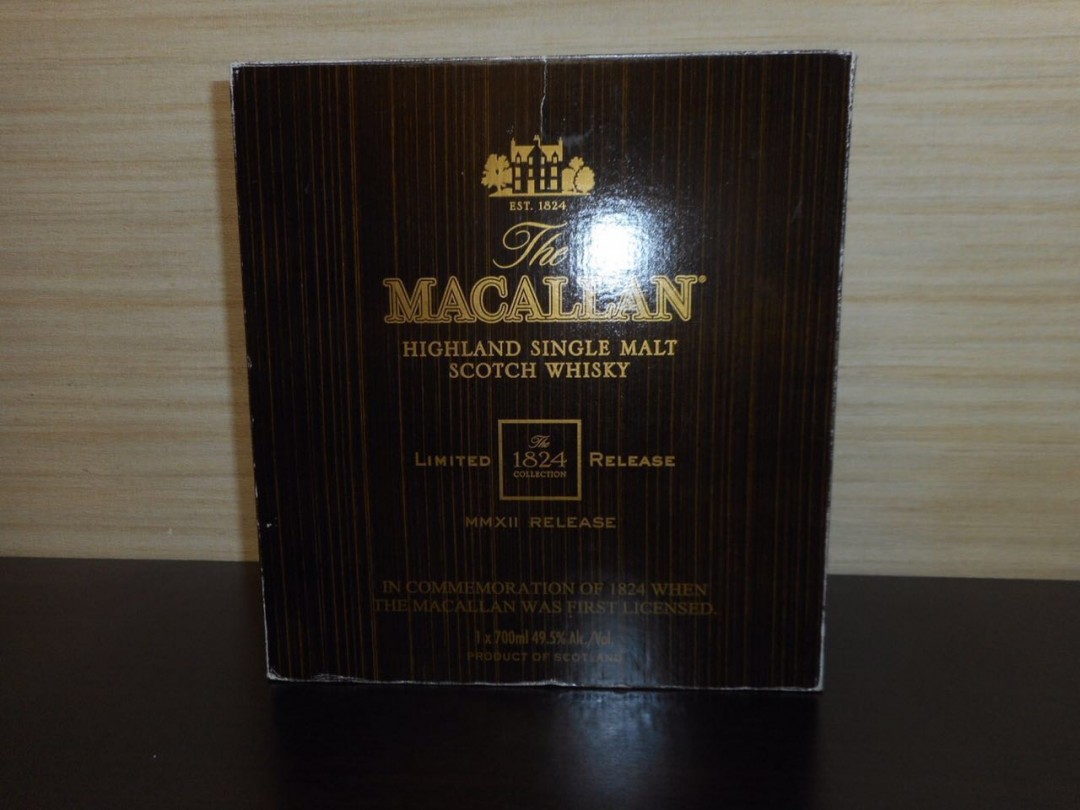 EST. 1824
The
MACALLAN®
HIGHLAND SINGLE MALT
SCOTCH WHISKY
The
LIMITED 1824 RELEASE
COLLECTION
MMXII RELEASE
IN COMMEMORATION OF 1824 WHEN
THE MACALLAN WAS FIRST LICENSED.
1 x 700ml 49.5% Alc./Vol.
PRODUCT OF SCOTLAND